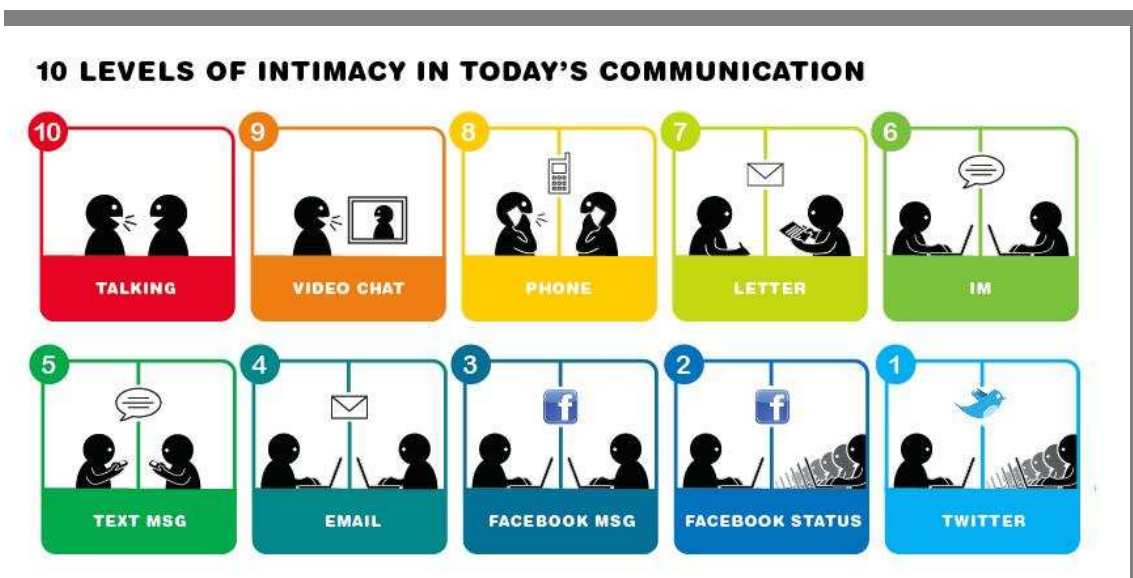 10 LEVELS OF INTIMACY IN TODAY'S COMMUNICATION
10
9
8
7
6
TALKING
VIDEO CHAT
PHONE
LETTER
IM
5
4
3
2
1
f
f
TEXT MSG
EMAIL
FACEBOOK MSG
FACEBOOK STATUS
TWITTER